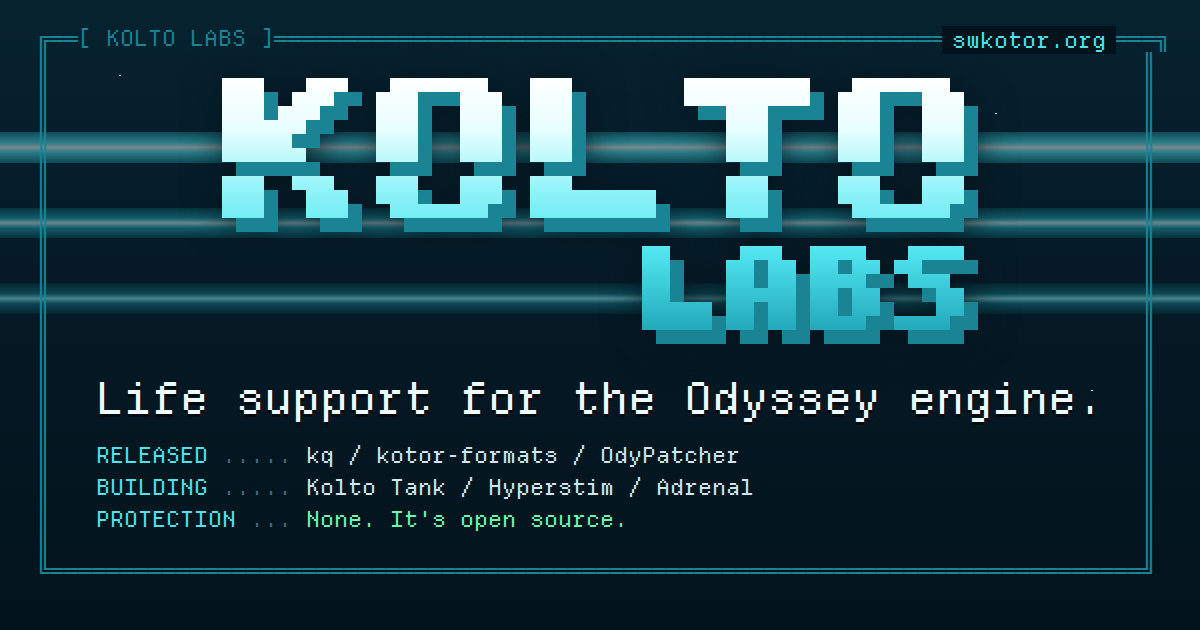 [ KOLTO LABS ]
swkotor.org
KOLTO
LABS
Life support for the Odyssey engine.
RELEASED ..... kq / kotor-formats / OdyPatcher
BUILDING ..... Kolto Tank / Hyperstim / Adrenal
PROTECTION ... None. It's open source.